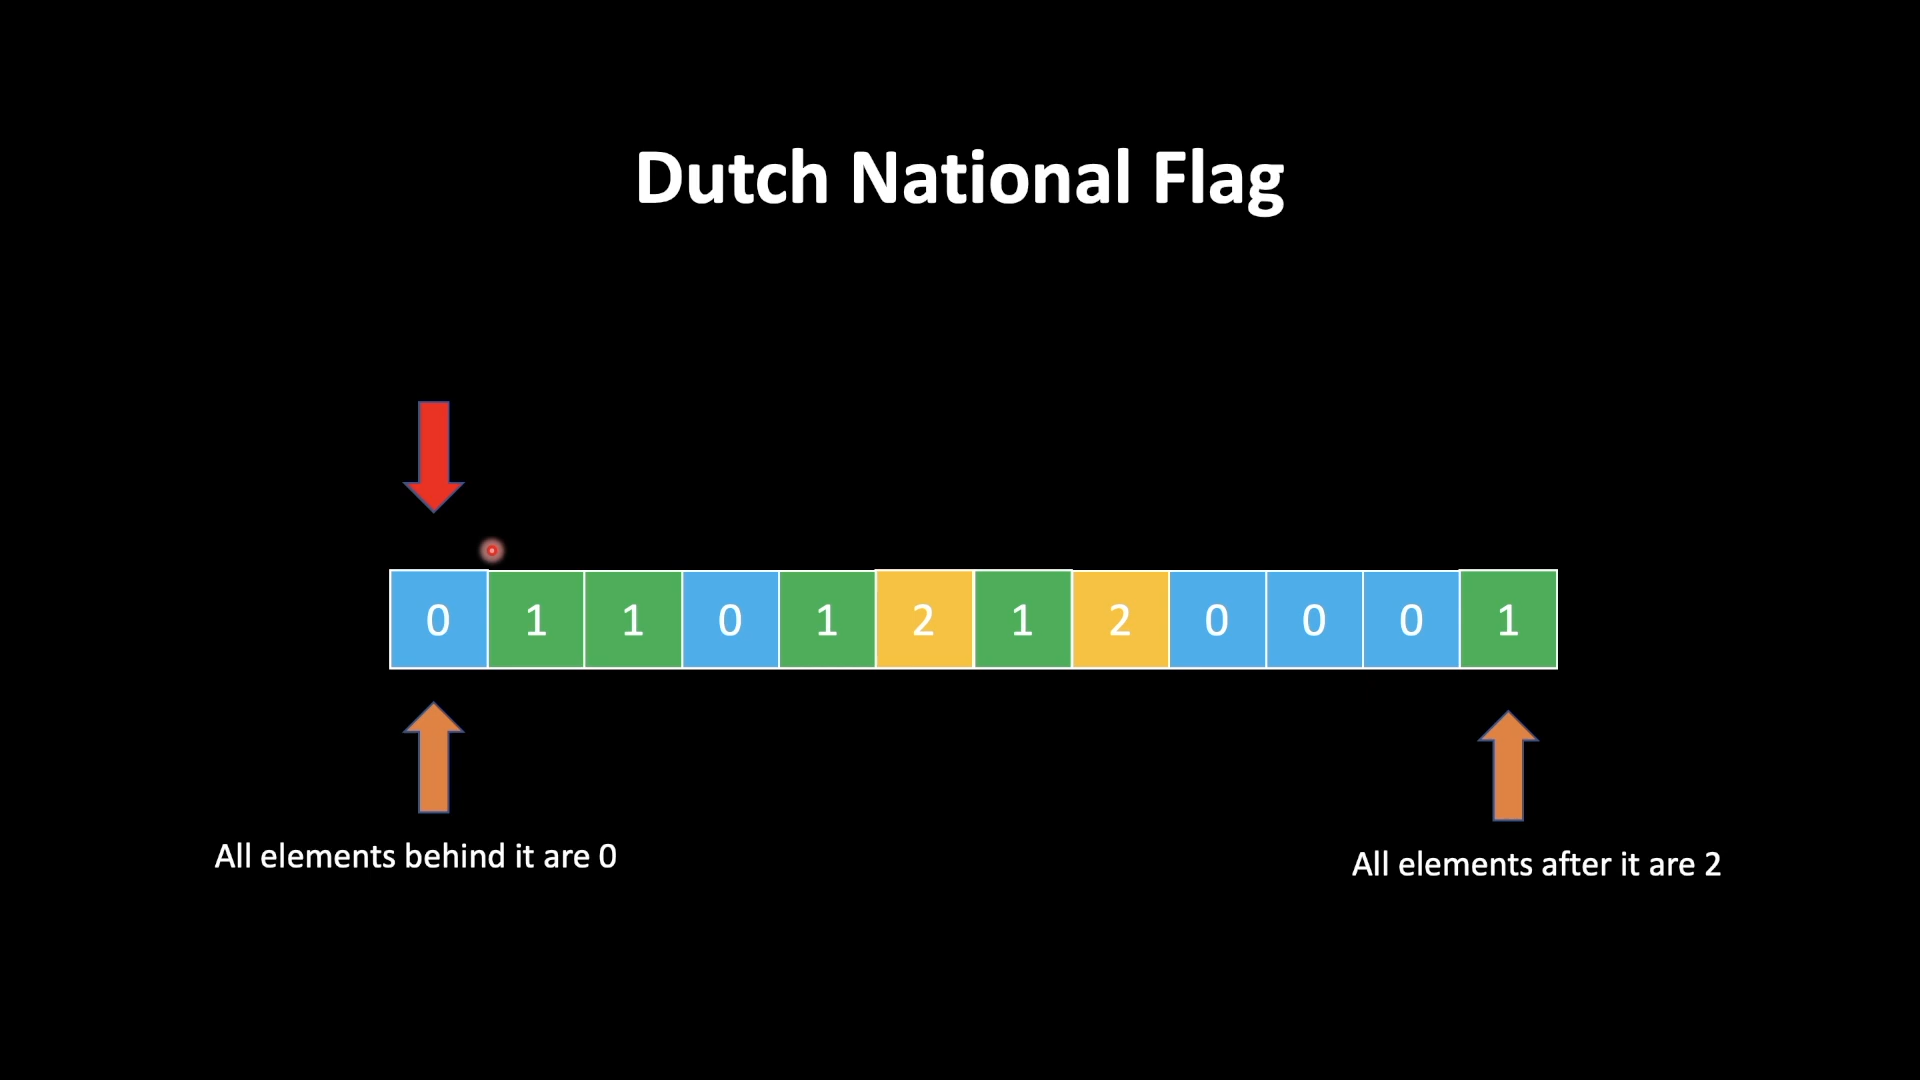 Dutch National Flag
0 1 1 0 1 2 1 2 0 0 0 1
All elements behind it are 0
All elements after it are 2